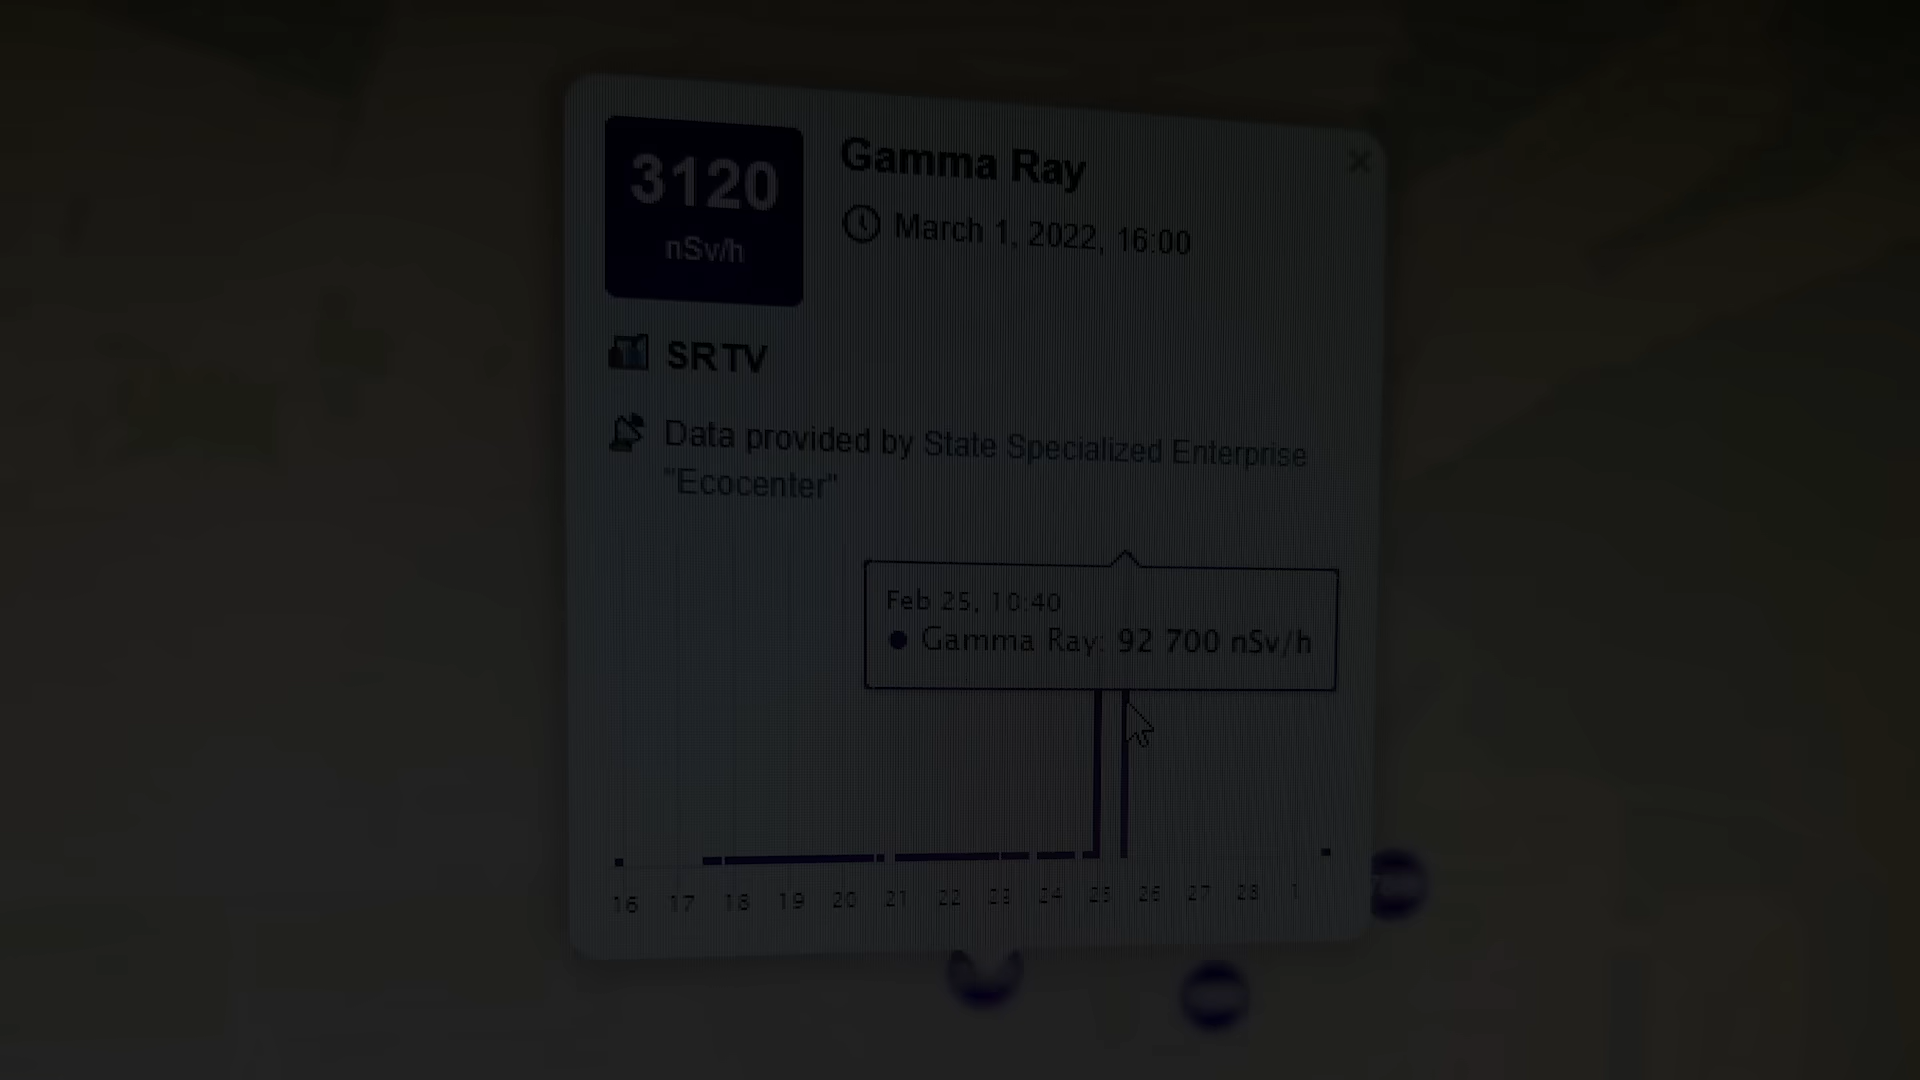 3120
nSv/h
Gamma Ray
March 1, 2022, 16:00
SRTV
Data provided by State Specialized Enterprise
"Ecocenter"
Feb 25, 10:40
Gamma Ray: 92 700 nSv/h
16 17 18 19 20 21 22 23 24 25 26 27 28 1